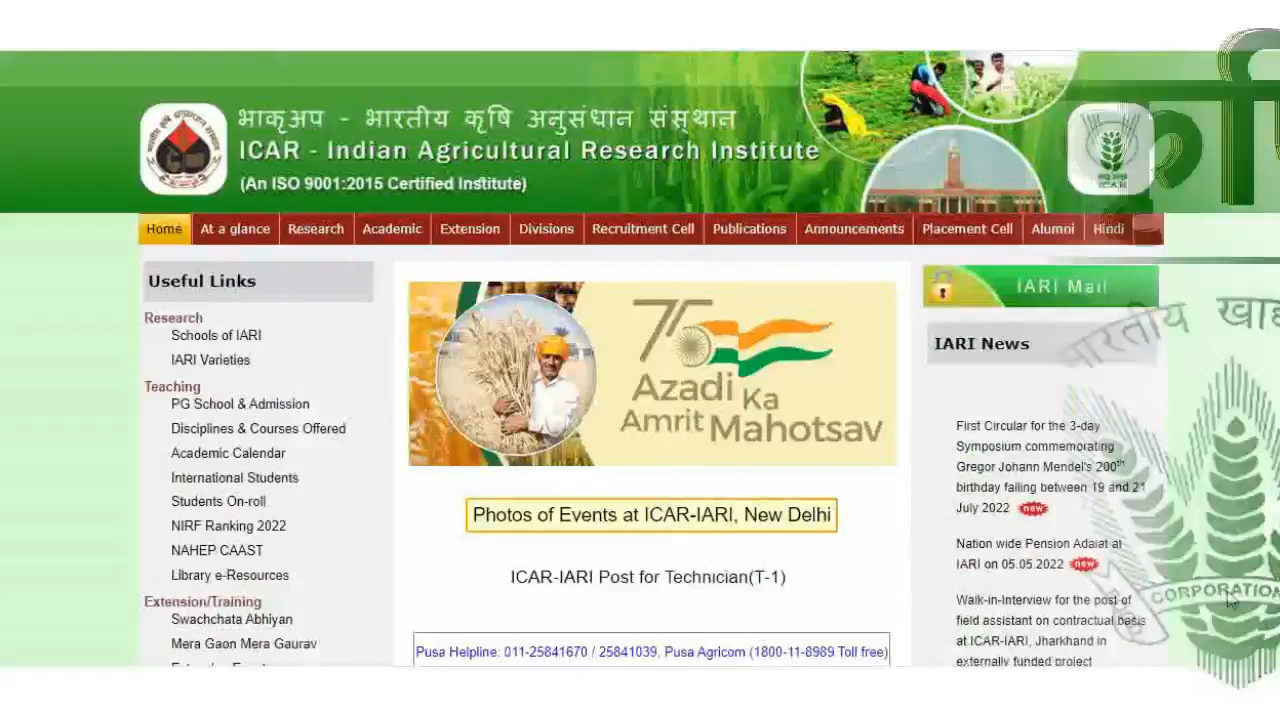 भाकृअप - भारतीय कृषि अनुसंधान संस्थान
ICAR - Indian Agricultural Research Institute
(An ISO 9001:2015 Certified Institute)
ICAR
Home At a glance Research Academic Extension Divisions Recruitment Cell Publications Announcements Placement Cell Alumni Hindi
Useful Links
Research
Schools of IARI
IARI Varieties
Teaching
PG School & Admission
Disciplines & Courses Offered
Academic Calendar
International Students
Students On-roll
NIRF Ranking 2022
NAHEP CAAST
Library e-Resources
Extension/Training
Swachchata Abhiyan
Mera Gaon Mera Gaurav
75
Azadi Ka
Amrit Mahotsav
Photos of Events at ICAR-IARI, New Delhi
ICAR-IARI Post for Technician(T-1)
Pusa Helpline: 011-25841670 / 25841039, Pusa Agricom (1800-11-8989 Toll free)
IARI Mail
IARI News
First Circular for the 3-day
Symposium commemorating
Gregor Johann Mendel's 200th
birthday falling between 19 and 21
July 2022 new
Nation wide Pension Adalat at
IARI on 05.05.2022 new
Walk-in-Interview for the post of
field assistant on contractual basis
at ICAR-IARI, Jharkhand in
externally funded project
भारतीय खाद्य
CORPORATION